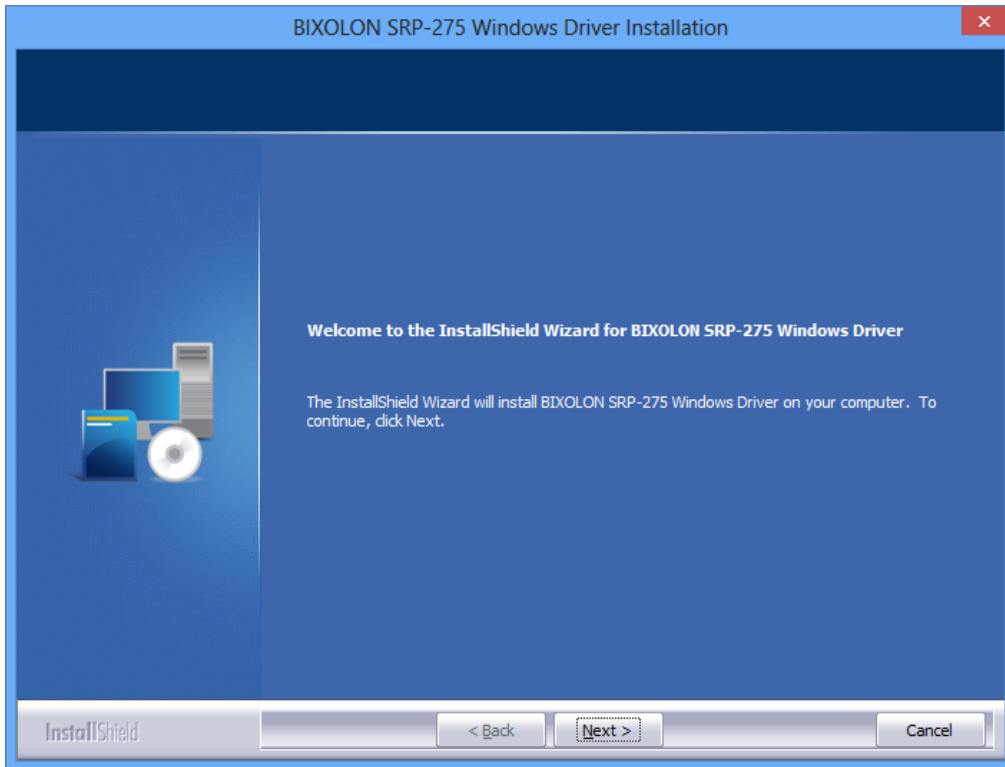 BIXOLON SRP-275 Windows Driver Installation
Welcome to the InstallShield Wizard for BIXOLON SRP-275 Windows Driver
The InstallShield Wizard will install BIXOLON SRP-275 Windows Driver on your computer. To
continue, click Next.
InstallShield
< Back
Next >
Cancel